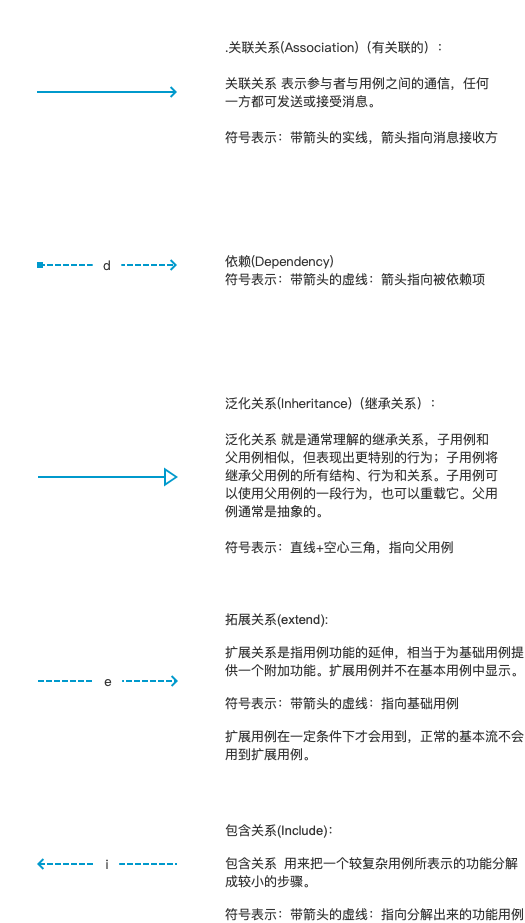 .关联关系(Association)（有关联的）：
关联关系 表示参与者与用例之间的通信，任何
一方都可发送或接受消息。
符号表示：带箭头的实线，箭头指向消息接收方
d
依赖(Dependency)
符号表示：带箭头的虚线：箭头指向被依赖项
泛化关系(Inheritance)（继承关系）：
泛化关系 就是通常理解的继承关系，子用例和
父用例相似，但表现出更特别的行为；子用例将
继承父用例的所有结构、行为和关系。子用例可
以使用父用例的一段行为，也可以重载它。父用
例通常是抽象的。
符号表示：直线+空心三角，指向父用例
拓展关系(extend):
扩展关系是指用例功能的延伸，相当于为基础用例提
供一个附加功能。扩展用例并不在基本用例中显示。
e
符号表示：带箭头的虚线：指向基础用例
扩展用例在一定条件下才会用到，正常的基本流不会
用到扩展用例。
包含关系(Include)：
i
包含关系  用来把一个较复杂用例所表示的功能分解
成较小的步骤。
符号表示：带箭头的虚线：指向分解出来的功能用例